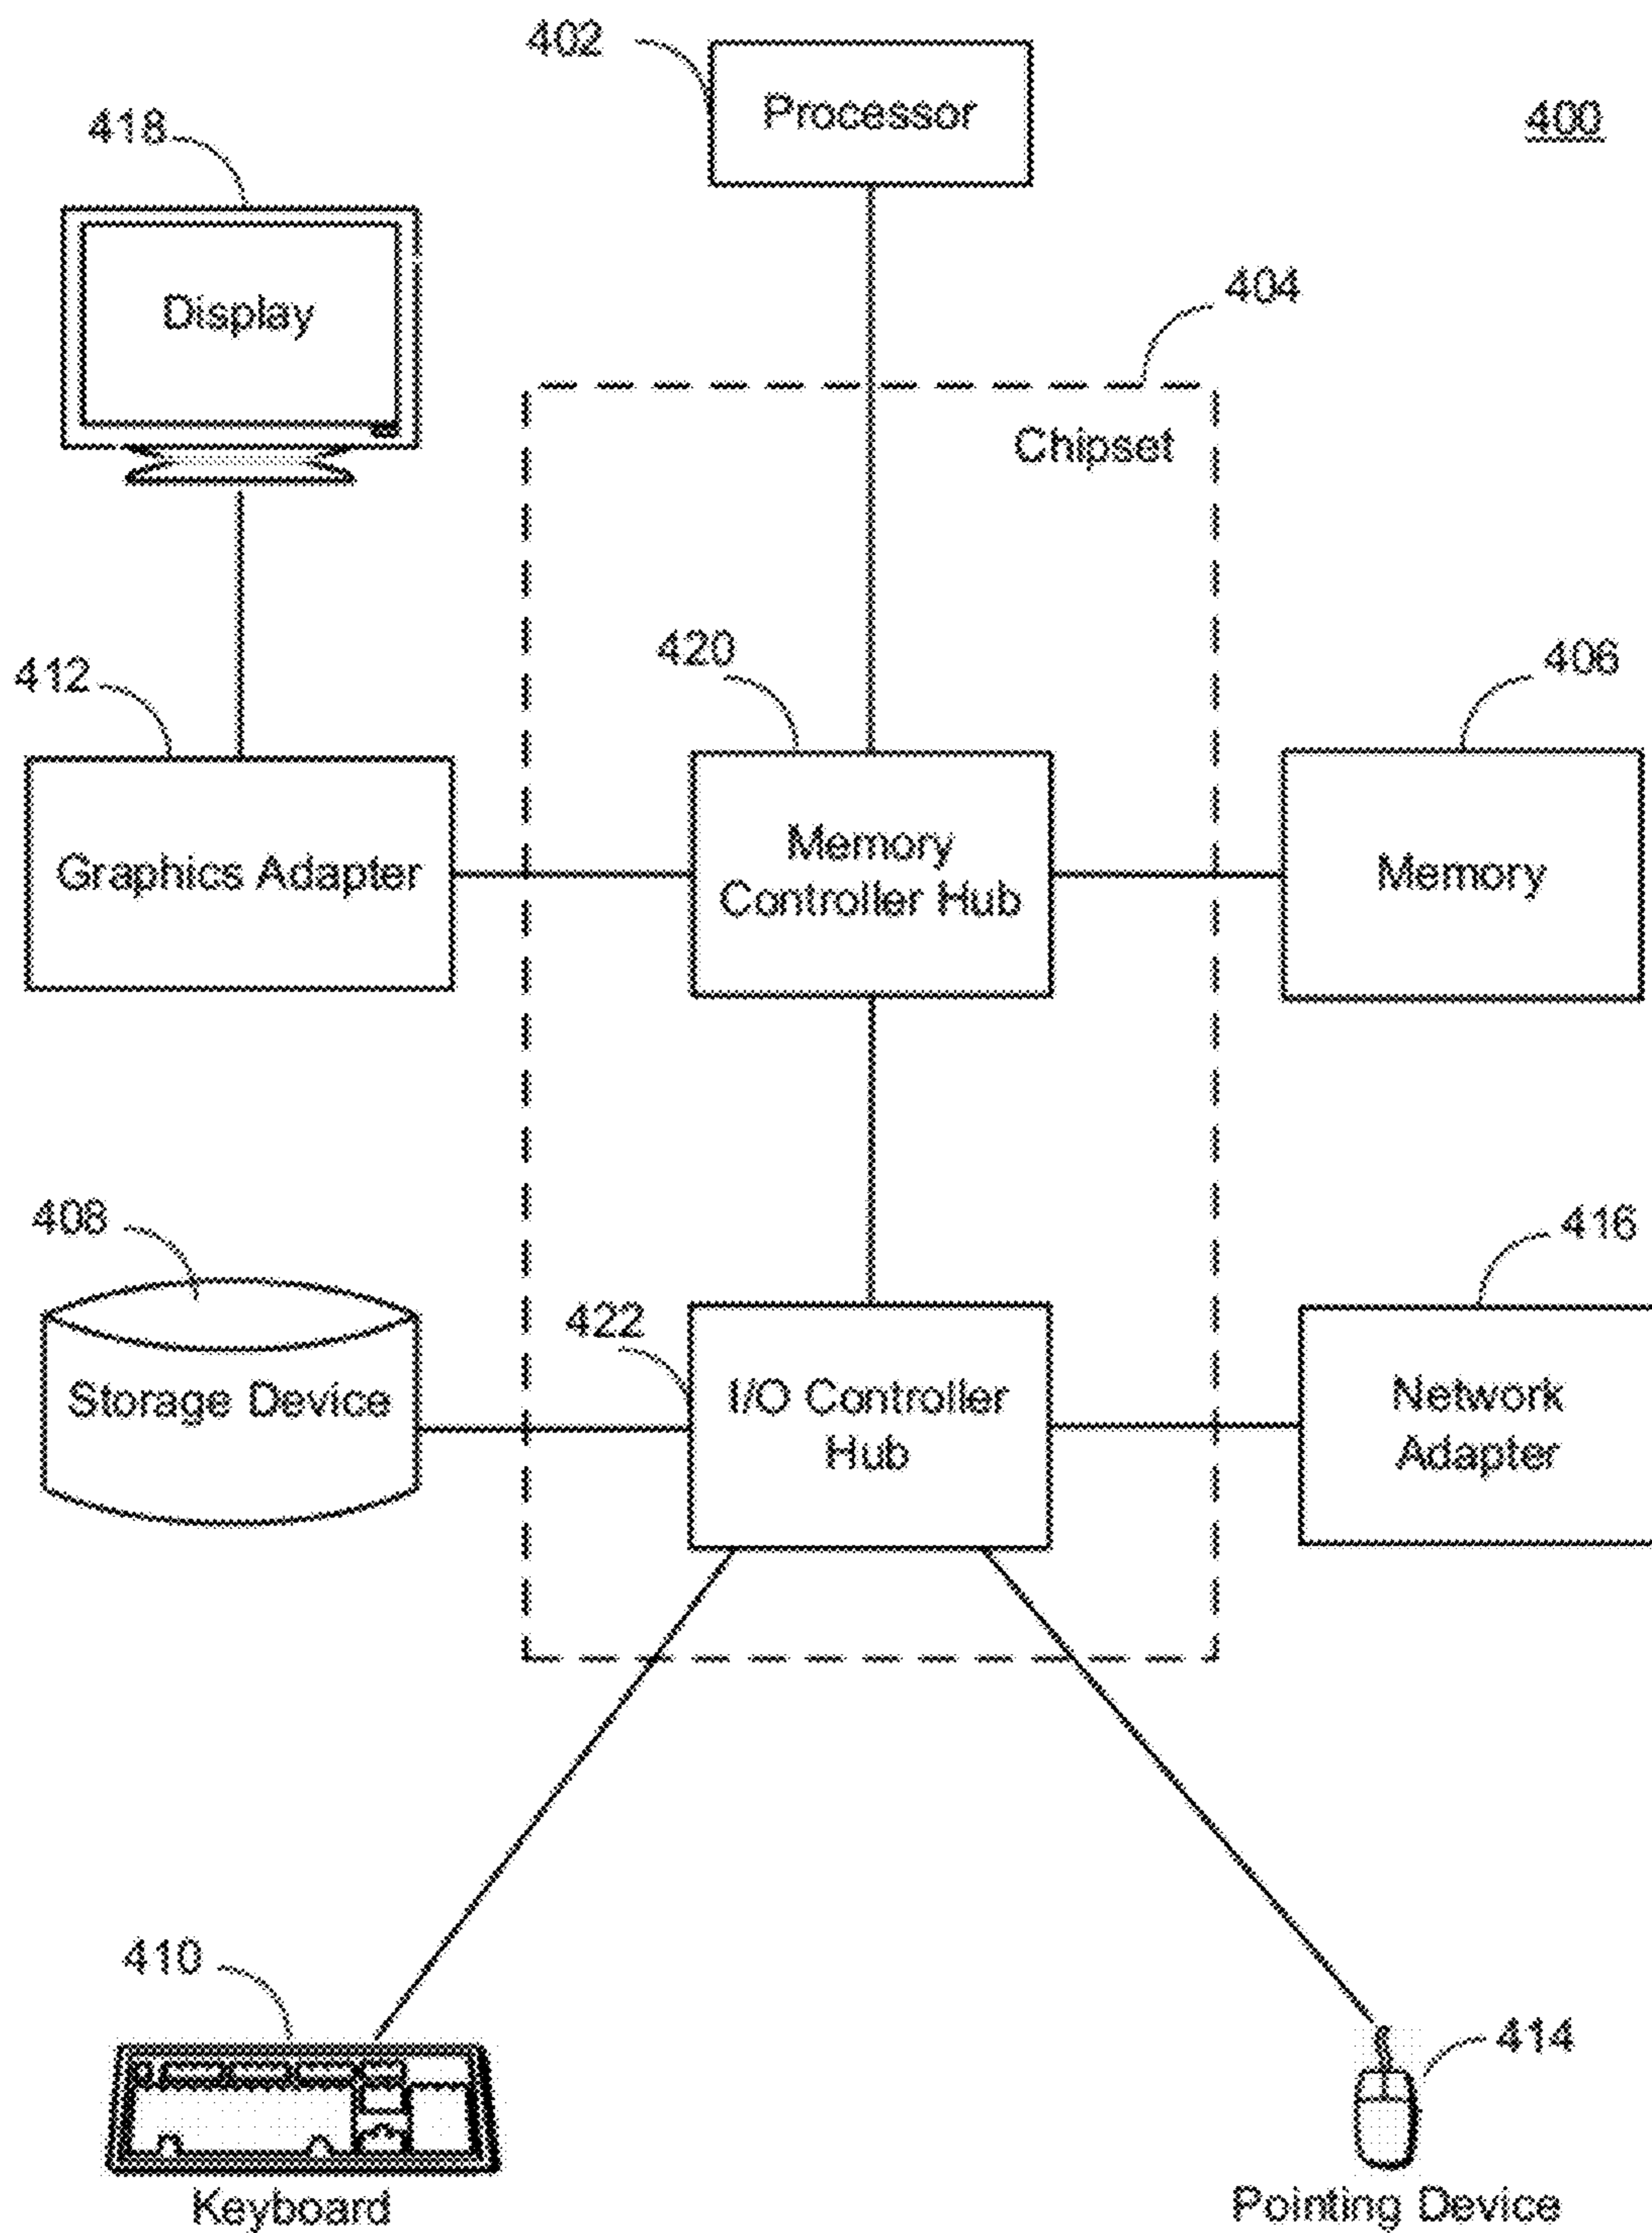 402
Processor
400
418
Display
404
Chipset
412
420
406
Graphics Adapter
Memory
Controller Hub
Memory
408
422
416
Storage Device
I/O Controller
Hub
Network
Adapter
410
414
Keyboard
Pointing Device